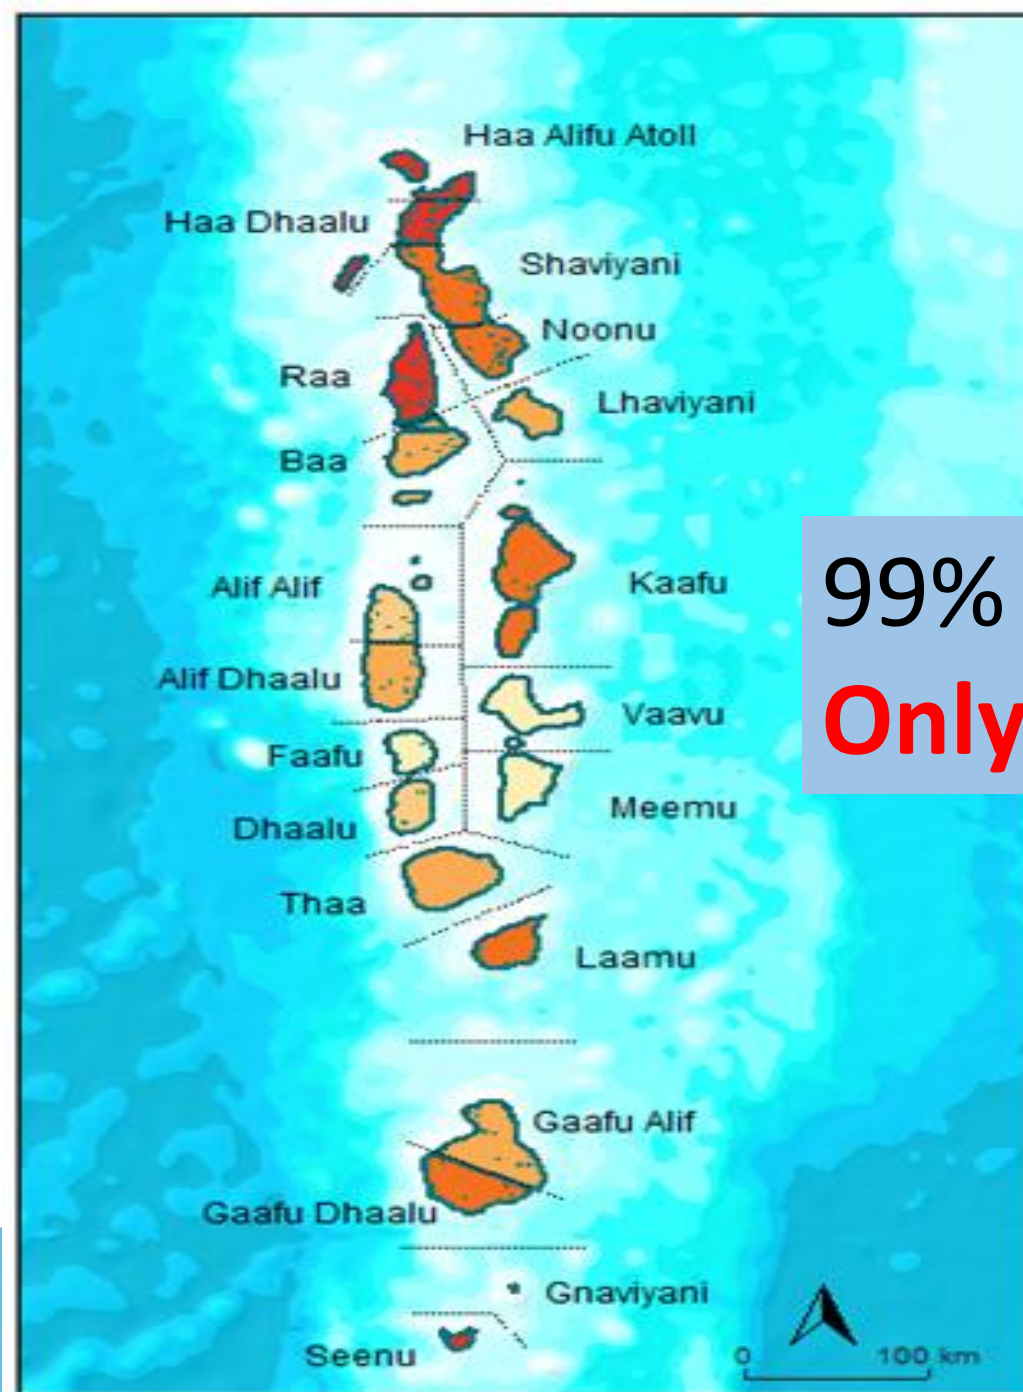 Haa Alifu Atoll
Haa Dhaalu
Shaviyani
Noonu
Raa
Lhaviyani
Baa
Alif Alif
Kaafu
Alif Dhaalu
Vaavu
Faafu
Meemu
Dhaalu
Thaa
Laamu
Gaafu Alif
Gaafu Dhaalu
Gnaviyani
Seenu
0 100 km
99%
Only